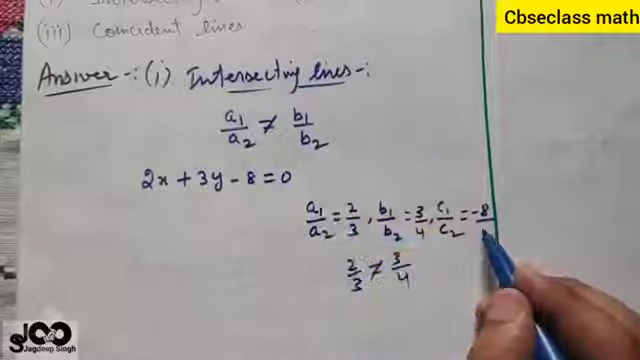 Cbseclass math
(iii) Coincident lines
Answer -: (i) Intersecting lines -:
a₁/a₂ ≠ b₁/b₂
2x + 3y - 8 = 0
a₁/a₂ = 2/3, b₁/b₂ = 3/4, c₁/c₂ = -8/
2/3 ≠ 3/4
Jagdeep Singh